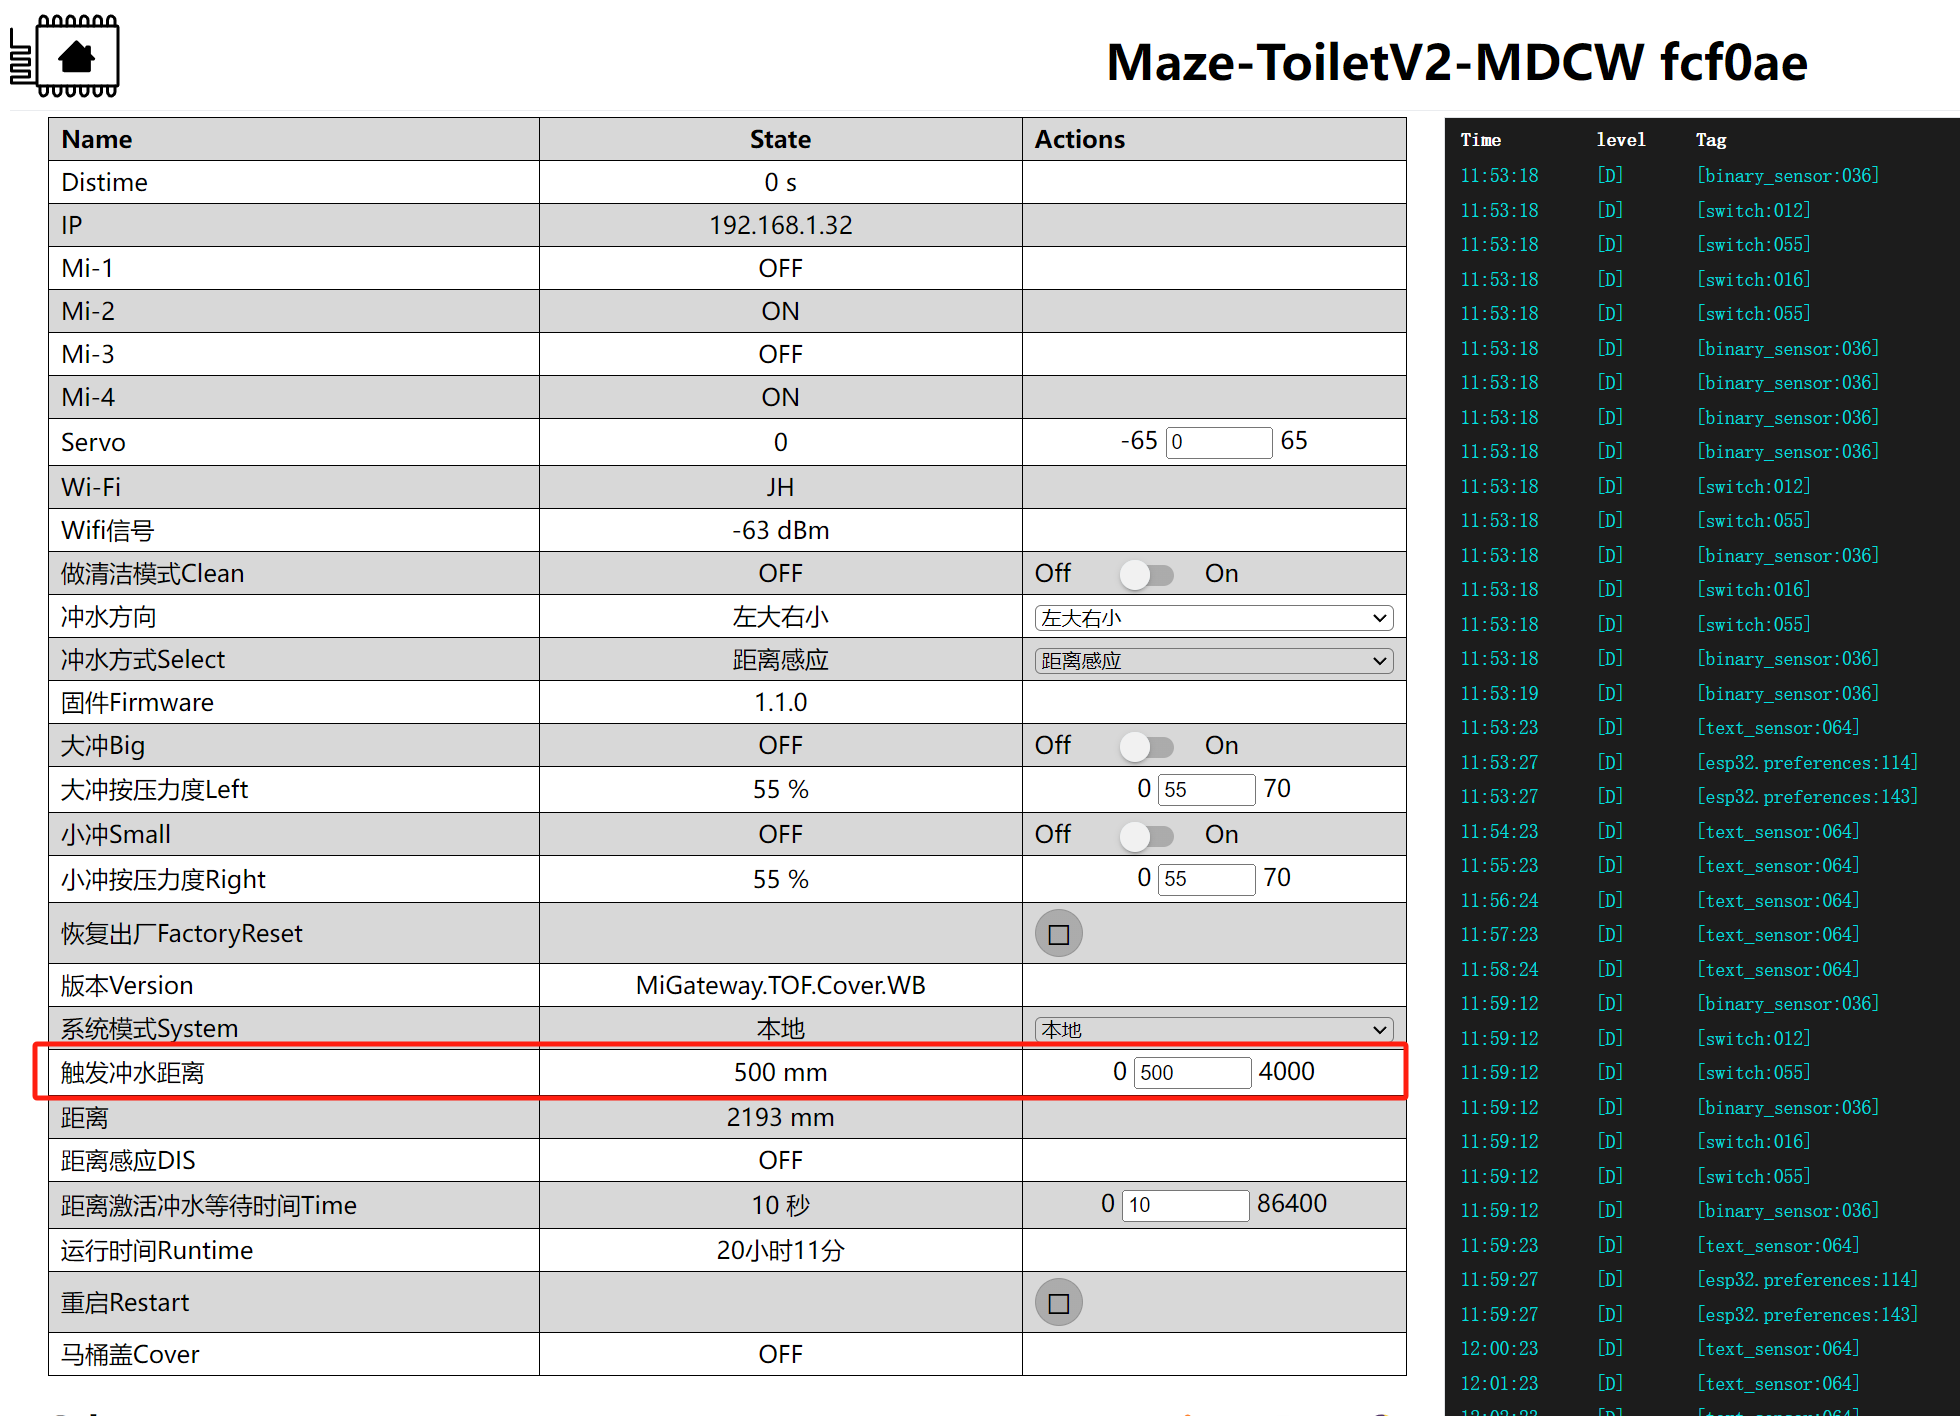 Maze-ToiletV2-MDCW fcf0ae
Name State Actions
Distime 0 s
IP 192.168.1.32
Mi-1 OFF
Mi-2 ON
Mi-3 OFF
Mi-4 ON
Servo 0 -65 0 65
Wi-Fi JH
Wifi信号 -63 dBm
做清洁模式Clean OFF Off On
冲水方向 左大右小 左大右小
冲水方式Select 距离感应 距离感应
固件Firmware 1.1.0
大冲Big OFF Off On
大冲按压力度Left 55 % 0 55 70
小冲Small OFF Off On
小冲按压力度Right 55 % 0 55 70
恢复出厂FactoryReset
版本Version MiGateway.TOF.Cover.WB
系统模式System 本地 本地
触发冲水距离 500 mm 0 500 4000
距离 2193 mm
距离感应DIS OFF
距离激活冲水等待时间Time 10 秒 0 10 86400
运行时间Runtime 20小时11分
重启Restart
马桶盖Cover OFF
Time level Tag
11:53:18 [D] [binary_sensor:036]
11:53:18 [D] [switch:012]
11:53:18 [D] [switch:055]
11:53:18 [D] [switch:016]
11:53:18 [D] [switch:055]
11:53:18 [D] [binary_sensor:036]
11:53:18 [D] [binary_sensor:036]
11:53:18 [D] [binary_sensor:036]
11:53:18 [D] [binary_sensor:036]
11:53:18 [D] [switch:012]
11:53:18 [D] [switch:055]
11:53:18 [D] [binary_sensor:036]
11:53:18 [D] [switch:016]
11:53:18 [D] [switch:055]
11:53:18 [D] [binary_sensor:036]
11:53:19 [D] [binary_sensor:036]
11:53:23 [D] [text_sensor:064]
11:53:27 [D] [esp32.preferences:114]
11:53:27 [D] [esp32.preferences:143]
11:54:23 [D] [text_sensor:064]
11:55:23 [D] [text_sensor:064]
11:56:24 [D] [text_sensor:064]
11:57:23 [D] [text_sensor:064]
11:58:24 [D] [text_sensor:064]
11:59:12 [D] [binary_sensor:036]
11:59:12 [D] [switch:012]
11:59:12 [D] [switch:055]
11:59:12 [D] [binary_sensor:036]
11:59:12 [D] [switch:016]
11:59:12 [D] [switch:055]
11:59:12 [D] [binary_sensor:036]
11:59:23 [D] [text_sensor:064]
11:59:27 [D] [esp32.preferences:114]
11:59:27 [D] [esp32.preferences:143]
12:00:23 [D] [text_sensor:064]
12:01:23 [D] [text_sensor:064]